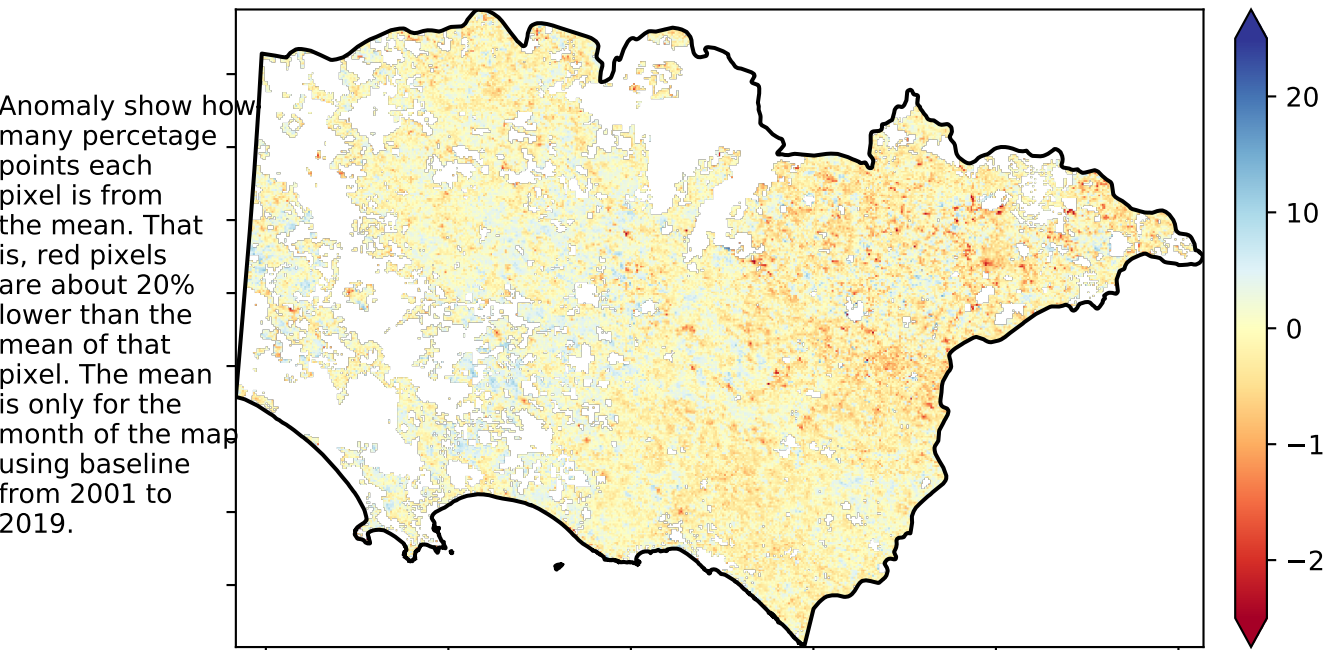 Anomaly show how
many percetage
points each
pixel is from
the mean. That
is, red pixels
are about 20%
lower than the
mean of that
pixel. The mean
is only for the
month of the map
using baseline
from 2001 to
2019.
20
10
0
−1
−2